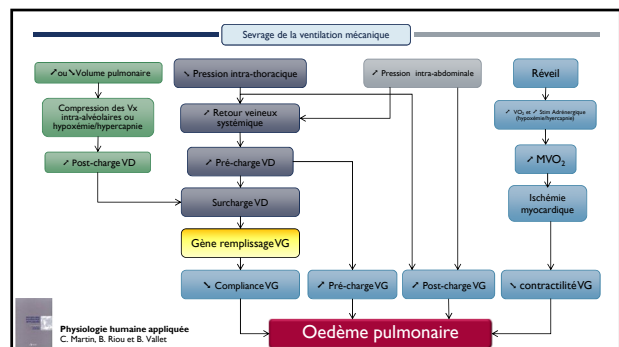 Sevrage de la ventilation mécanique
↗ou↘Volume pulmonaire
↘ Pression intra-thoracique
↗ Pression intra-abdominale
Réveil
Compression des Vx
intra-alvéolaires ou
hypoxémie/hypercapnie
↗ Retour veineux
systémique
↗ VO₂ et ↗ Stim Adrénergique
(hypoxémie/hyercapnie)
↗ Post-charge VD
↗ Pré-charge VD
↗ MVO₂
Surcharge VD
Ischémie
myocardique
Gêne remplissage VG
↘ Compliance VG
↗ Pré-charge VG
↗ Post-charge VG
↘ contractilité VG
Oedème pulmonaire
Physiologie humaine appliquée
C. Martin, B. Riou et B. Vallet